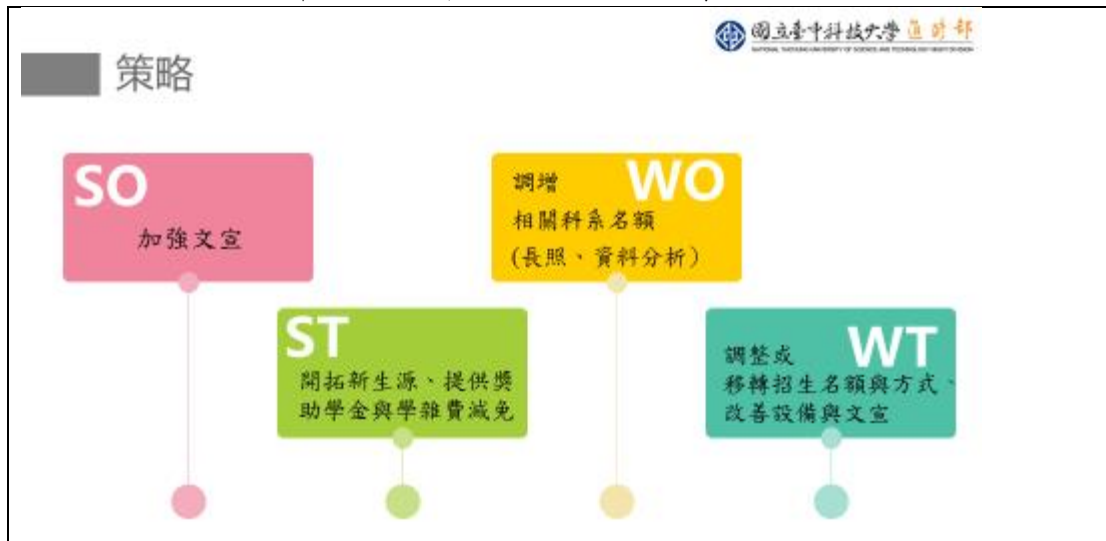 國立臺中科技大學 進修部
NATIONAL TAICHUNG UNIVERSITY OF SCIENCE AND TECHNOLOGY NIGHT DIVISION
策略
SO
加強文宣
WO
調增
相關科系名額
(長照、資料分析)
ST
開拓新生源、提供獎
助學金與學雜費減免
WT
調整或
移轉招生名額與方式、
改善設備與文宣